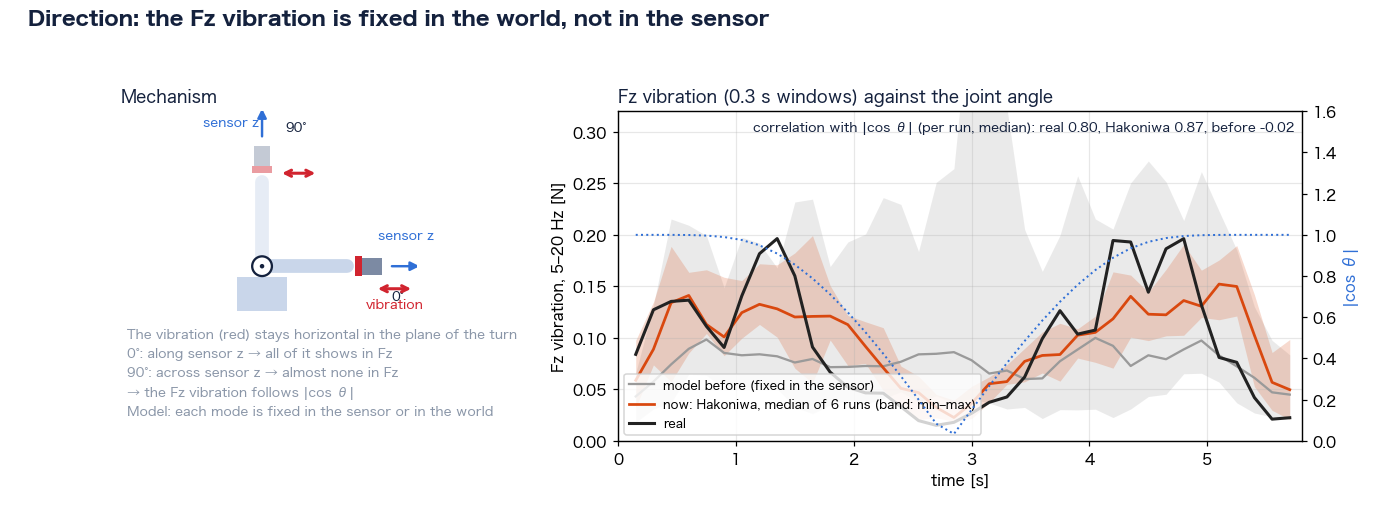 Direction: the Fz vibration is fixed in the world, not in the sensor
Mechanism
sensor z
90°
sensor z
0°
vibration
The vibration (red) stays horizontal in the plane of the turn
0°: along sensor z → all of it shows in Fz
90°: across sensor z → almost none in Fz
→ the Fz vibration follows |cos θ|
Model: each mode is fixed in the sensor or in the world
Fz vibration (0.3 s windows) against the joint angle
correlation with |cos θ| (per run, median): real 0.80, Hakoniwa 0.87, before -0.02
Fz vibration, 5–20 Hz [N]
0.30
0.25
0.20
0.15
0.10
0.05
0.00
model before (fixed in the sensor)
now: Hakoniwa, median of 6 runs (band: min–max)
real
0
1
2
3
4
5
time [s]
1.6
1.4
1.2
1.0
0.8
0.6
0.4
0.2
0.0
|cos θ|